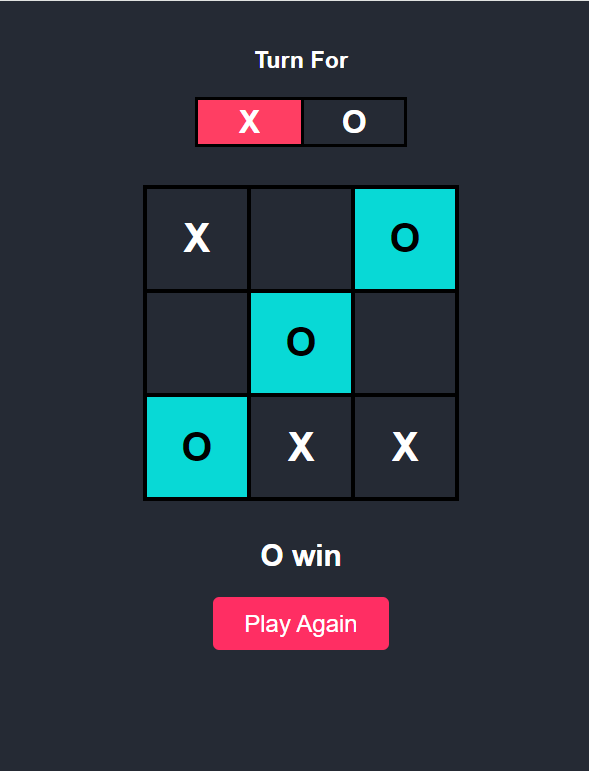 Turn For
X O
X O
O
O X X
O win
Play Again